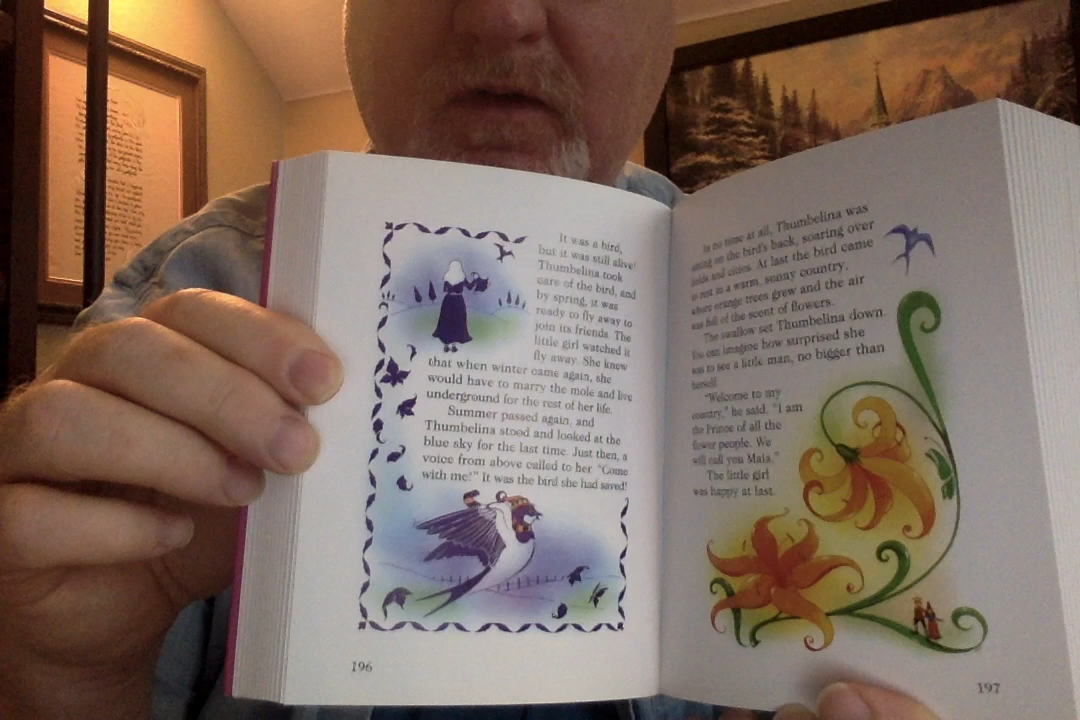 It was a bird,
but it was still alive!
Thumbelina took
care of the bird, and
by spring, it was
ready to fly away to
join its friends. The
little girl watched it
fly away. She knew
that when winter came again, she
would have to marry the mole and live
underground for the rest of her life.
Summer passed again, and
Thumbelina stood and looked at the
blue sky for the last time. Just then, a
voice from above called to her. "Come
with me!" It was the bird she had saved!
196
In no time at all, Thumbelina was
sitting on the bird's back, soaring over
fields and cities. At last the bird came
to rest in a warm, sunny country,
where orange trees grew and the air
was full of the scent of flowers.
The swallow set Thumbelina down.
You can imagine how surprised she
was to see a little man, no bigger than
herself.
"Welcome to my
country," he said. "I am
the Prince of all the
flower people. We
will call you Maia."
The little girl
was happy at last.
197